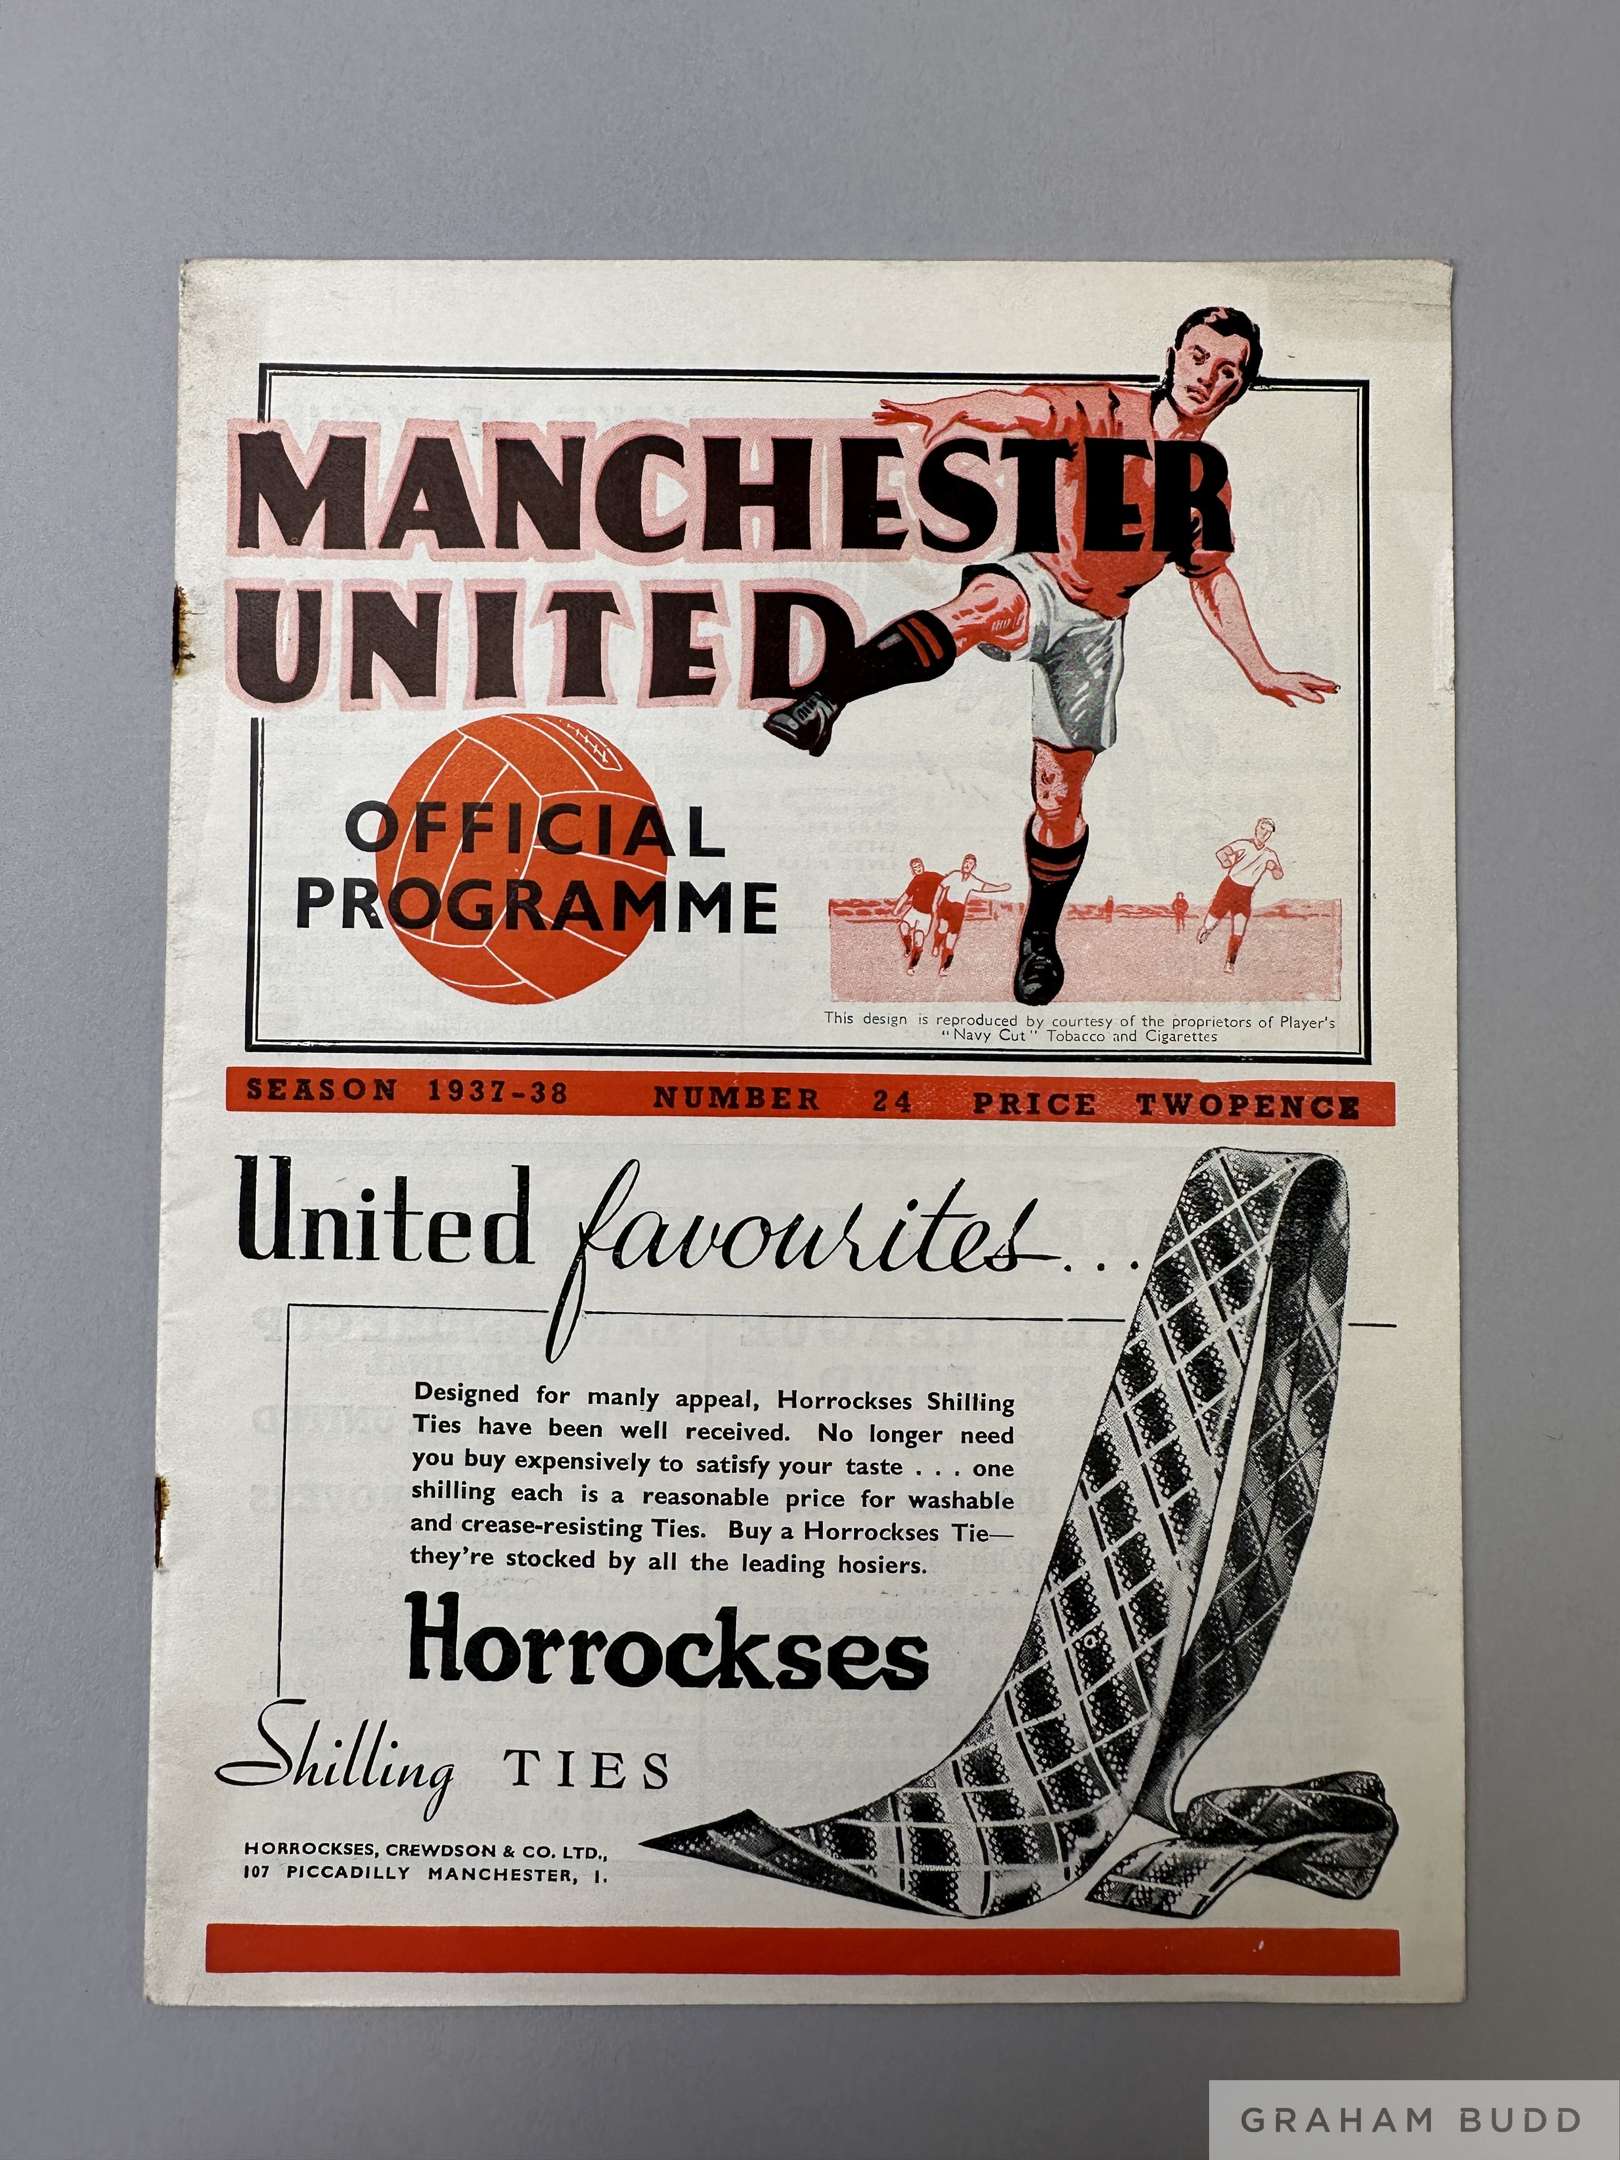 MANCHESTER
UNITED
OFFICIAL
PROGRAMME
This design is reproduced by courtesy of the proprietors of Player's
"Navy Cut" Tobacco and Cigarettes
SEASON 1937-38 NUMBER 24 PRICE TWOPENCE
United favourites...
Designed for manly appeal, Horrockses Shilling
Ties have been well received. No longer need
you buy expensively to satisfy your taste . . . one
shilling each is a reasonable price for washable
and crease-resisting Ties. Buy a Horrockses Tie—
they're stocked by all the leading hosiers.
Horrockses
Shilling TIES
HORROCKSES, CREWDSON & CO. LTD.,
107 PICCADILLY MANCHESTER, 1.
GRAHAM BUDD